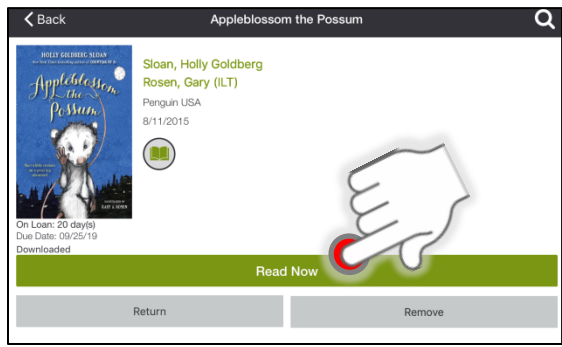 Back
Appleblossom the Possum
HOLLY GOLDBERG SLOAN
Appleblossom
the
Possum
Sloan, Holly Goldberg
Rosen, Gary (ILT)
Penguin USA
8/11/2015
On Loan: 20 day(s)
Due Date: 09/25/19
Downloaded
Read Now
Return
Remove